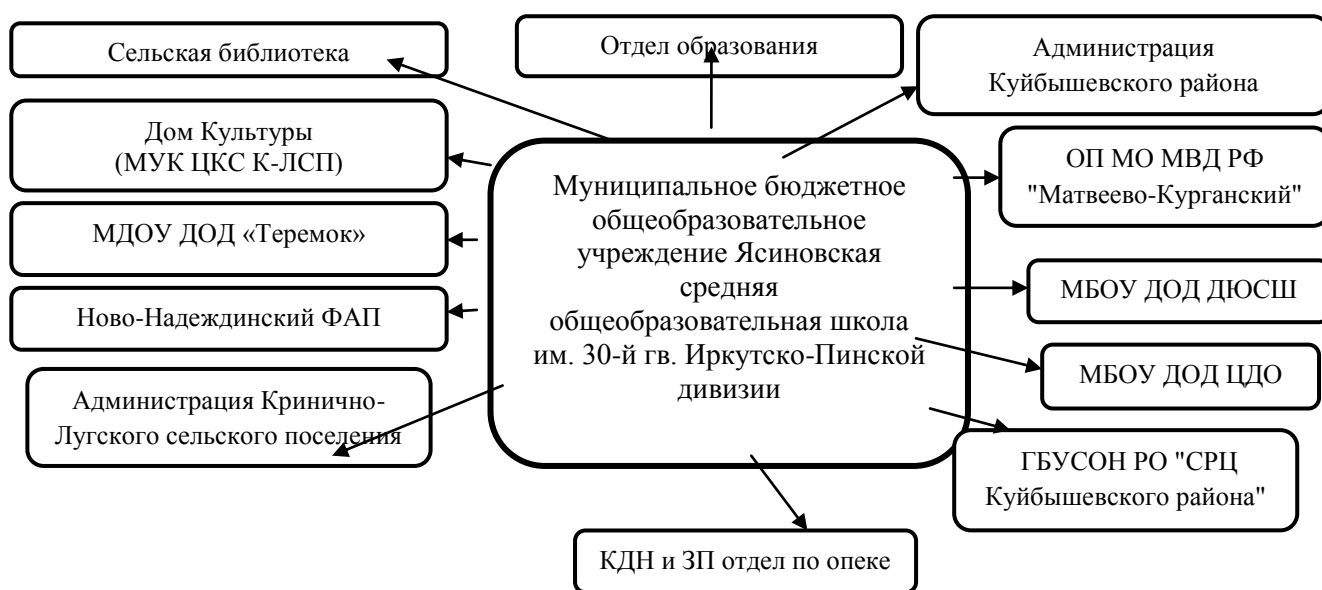 Сельская библиотека
Отдел образования
Администрация
Куйбышевского района
Дом Культуры
(МУК ЦКС К-ЛСП)
ОП МО МВД РФ
"Матвеево-Курганский"
Муниципальное бюджетное
общеобразовательное
учреждение Ясиновская
средняя
общеобразовательная школа
им. 30-й гв. Иркутско-Пинской
дивизии
МДОУ ДОД «Теремок»
МБОУ ДОД ДЮСШ
Ново-Надеждинский ФАП
МБОУ ДОД ЦДО
Администрация Кринично-
Лугского сельского поселения
ГБУСОН РО "СРЦ
Куйбышевского района"
КДН и ЗП отдел по опеке